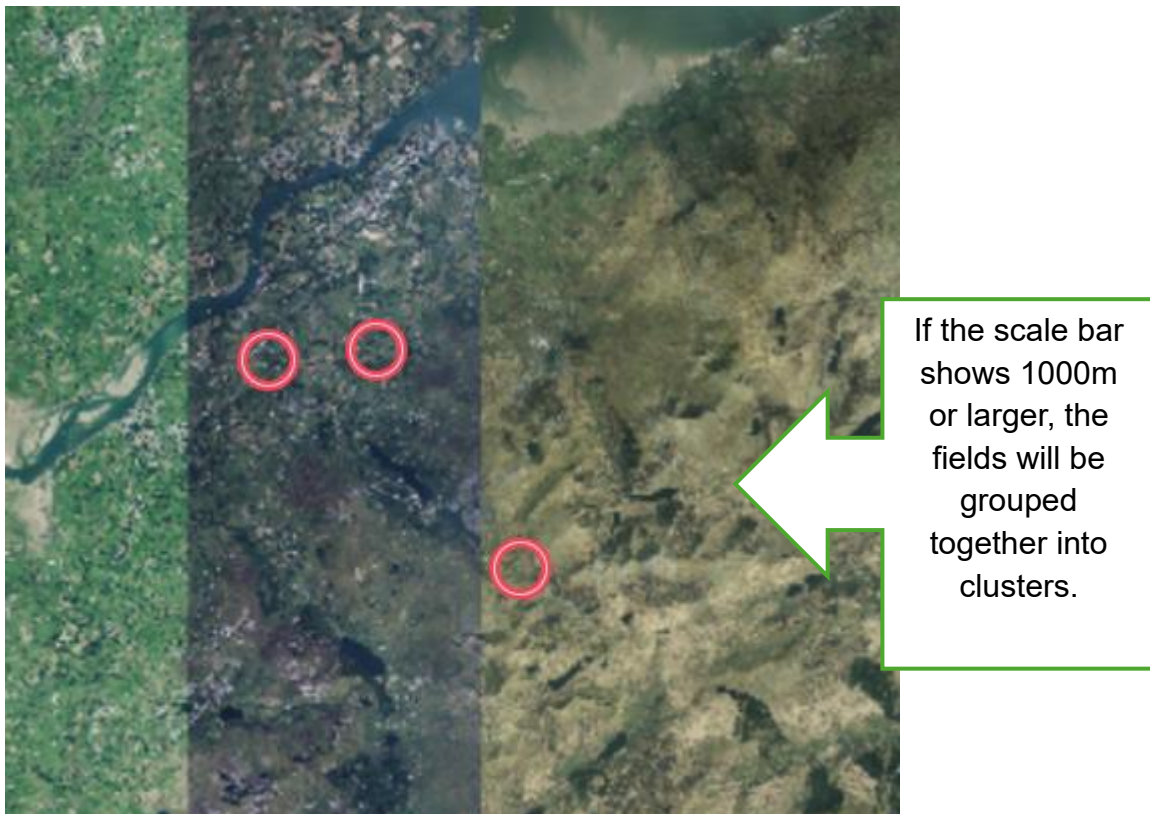 If the scale bar
shows 1000m
or larger, the
fields will be
grouped
together into
clusters.